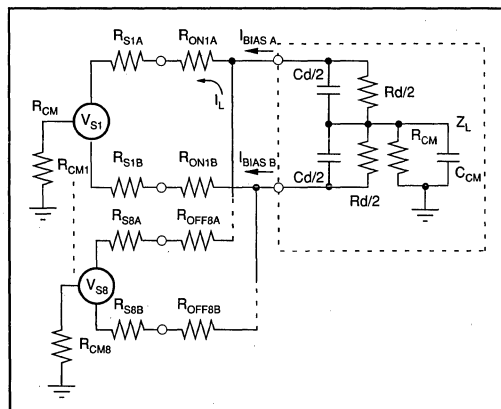 R_S1A R_ON1A I_BIAS A
Cd/2
Rd/2
I_L
R_CM
V_S1
Z_L
R_CM
R_CM1
R_S1B R_ON1B I_BIAS B
Cd/2
C_CM
Rd/2
R_S8A R_OFF8A
V_S8
R_S8B R_OFF8B
R_CM8